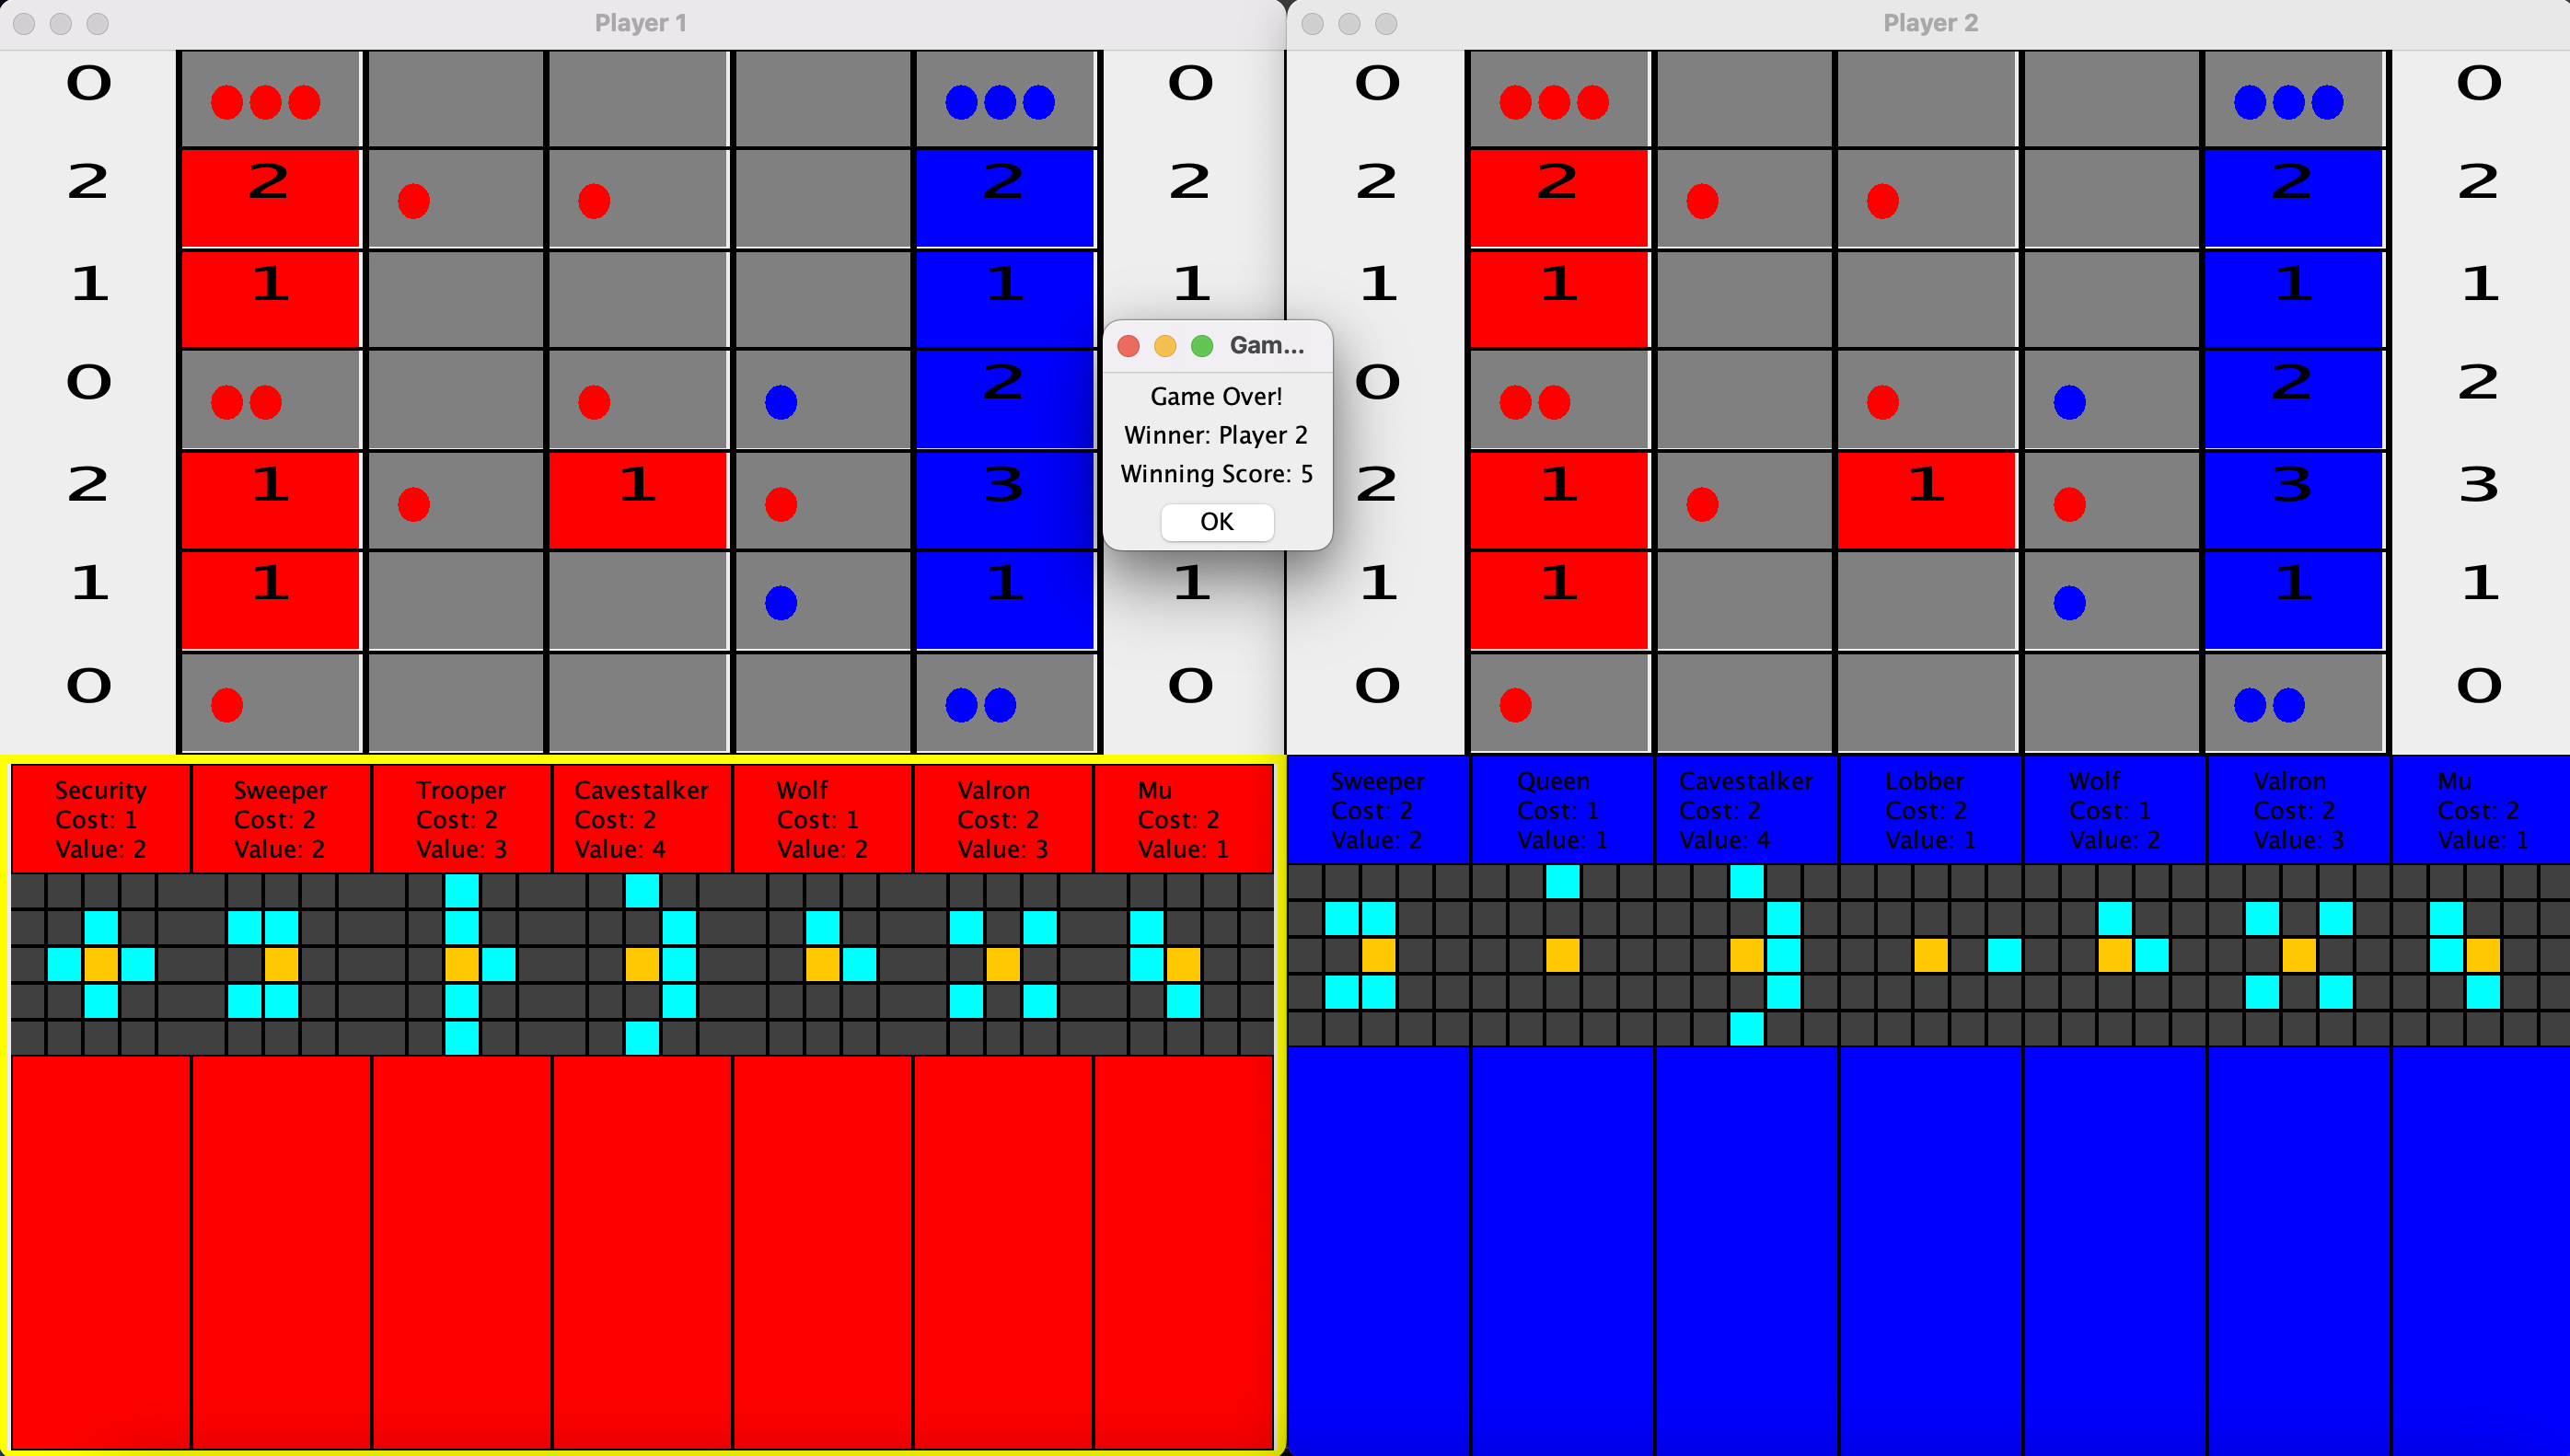 Player 1
0 0
2 2 2 2
1 1 1 1
0 2
2 1 1 3
1 1 1 1
0 0
Security Sweeper Trooper Cavestalker Wolf Valron Mu
Cost: 1 Cost: 2 Cost: 2 Cost: 2 Cost: 1 Cost: 2 Cost: 2
Value: 2 Value: 2 Value: 3 Value: 4 Value: 2 Value: 3 Value: 1
Gam...
Game Over!
Winner: Player 2
Winning Score: 5
OK
Player 2
0 0
2 2 2 2
1 1 1 1
0 2 2
2 1 1 3 3
1 1 1 1
0 0
Sweeper Queen Cavestalker Lobber Wolf Valron Mu
Cost: 2 Cost: 1 Cost: 2 Cost: 2 Cost: 1 Cost: 2 Cost: 2
Value: 2 Value: 1 Value: 4 Value: 1 Value: 2 Value: 3 Value: 1